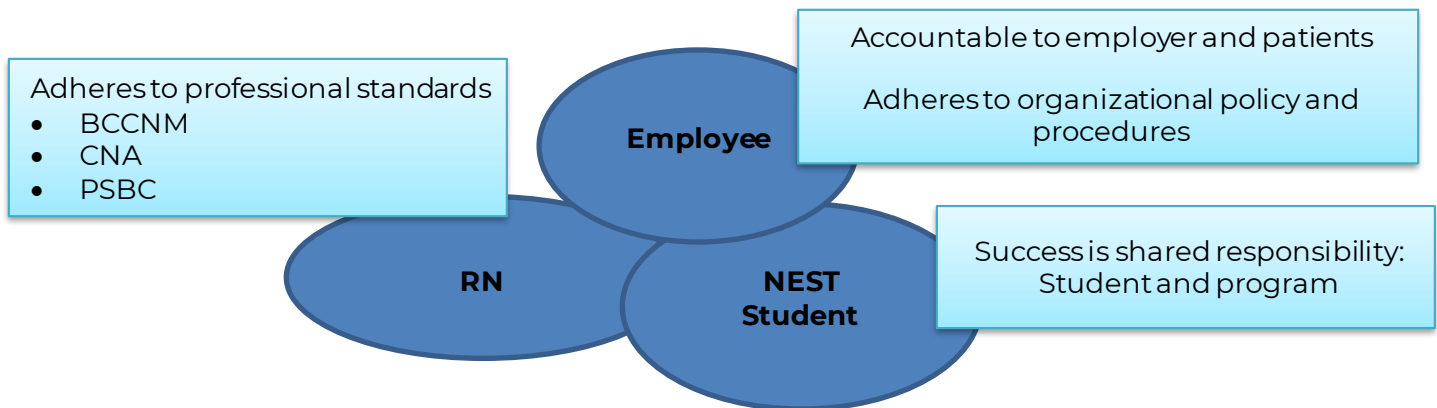 Adheres to professional standards
• BCCNM
• CNA
• PSBC
Employee
Accountable to employer and patients
Adheres to organizational policy and
procedures
RN
NEST
Student
Success is shared responsibility:
Student and program